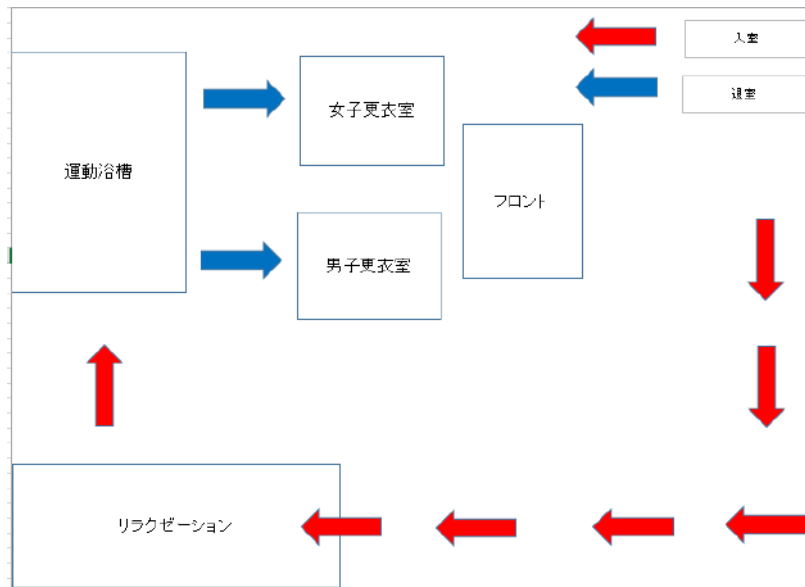 入室
退室
女子更衣室
運動浴槽
フロント
男子更衣室
リラクゼーション